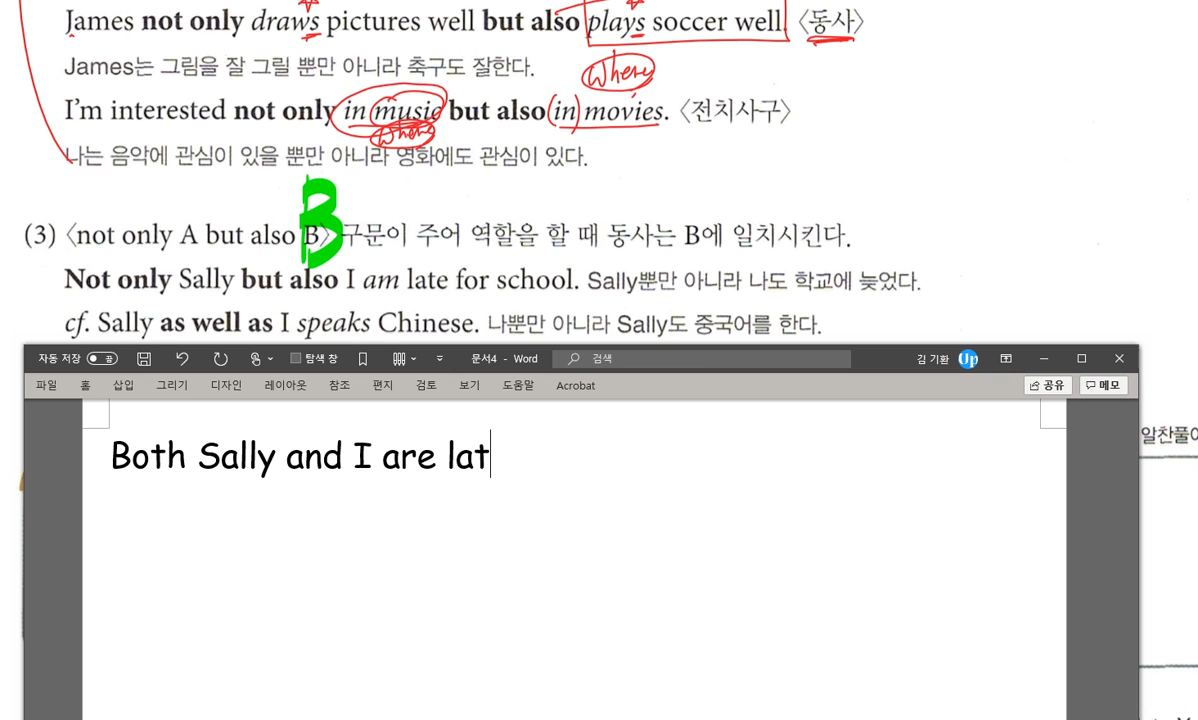 James not only draws pictures well but also plays soccer well. 〈동사〉
James는 그림을 잘 그릴 뿐만 아니라 축구도 잘한다.
where
I'm interested not only in music but also (in) movies. 〈전치사구〉
where
나는 음악에 관심이 있을 뿐만 아니라 영화에도 관심이 있다.
B
(3) 〈not only A but also B〉 구문이 주어 역할을 할 때 동사는 B에 일치시킨다.
Not only Sally but also I am late for school. Sally뿐만 아니라 나도 학교에 늦었다.
cf. Sally as well as I speaks Chinese. 나뿐만 아니라 Sally도 중국어를 한다.
자동 저장 끔 탐색 창 문서4 - Word 검색 김 기환 Up
파일 홈 삽입 그리기 디자인 레이아웃 참조 편지 검토 보기 도움말 Acrobat 공유 메모
알찬풀이
Both Sally and I are lat